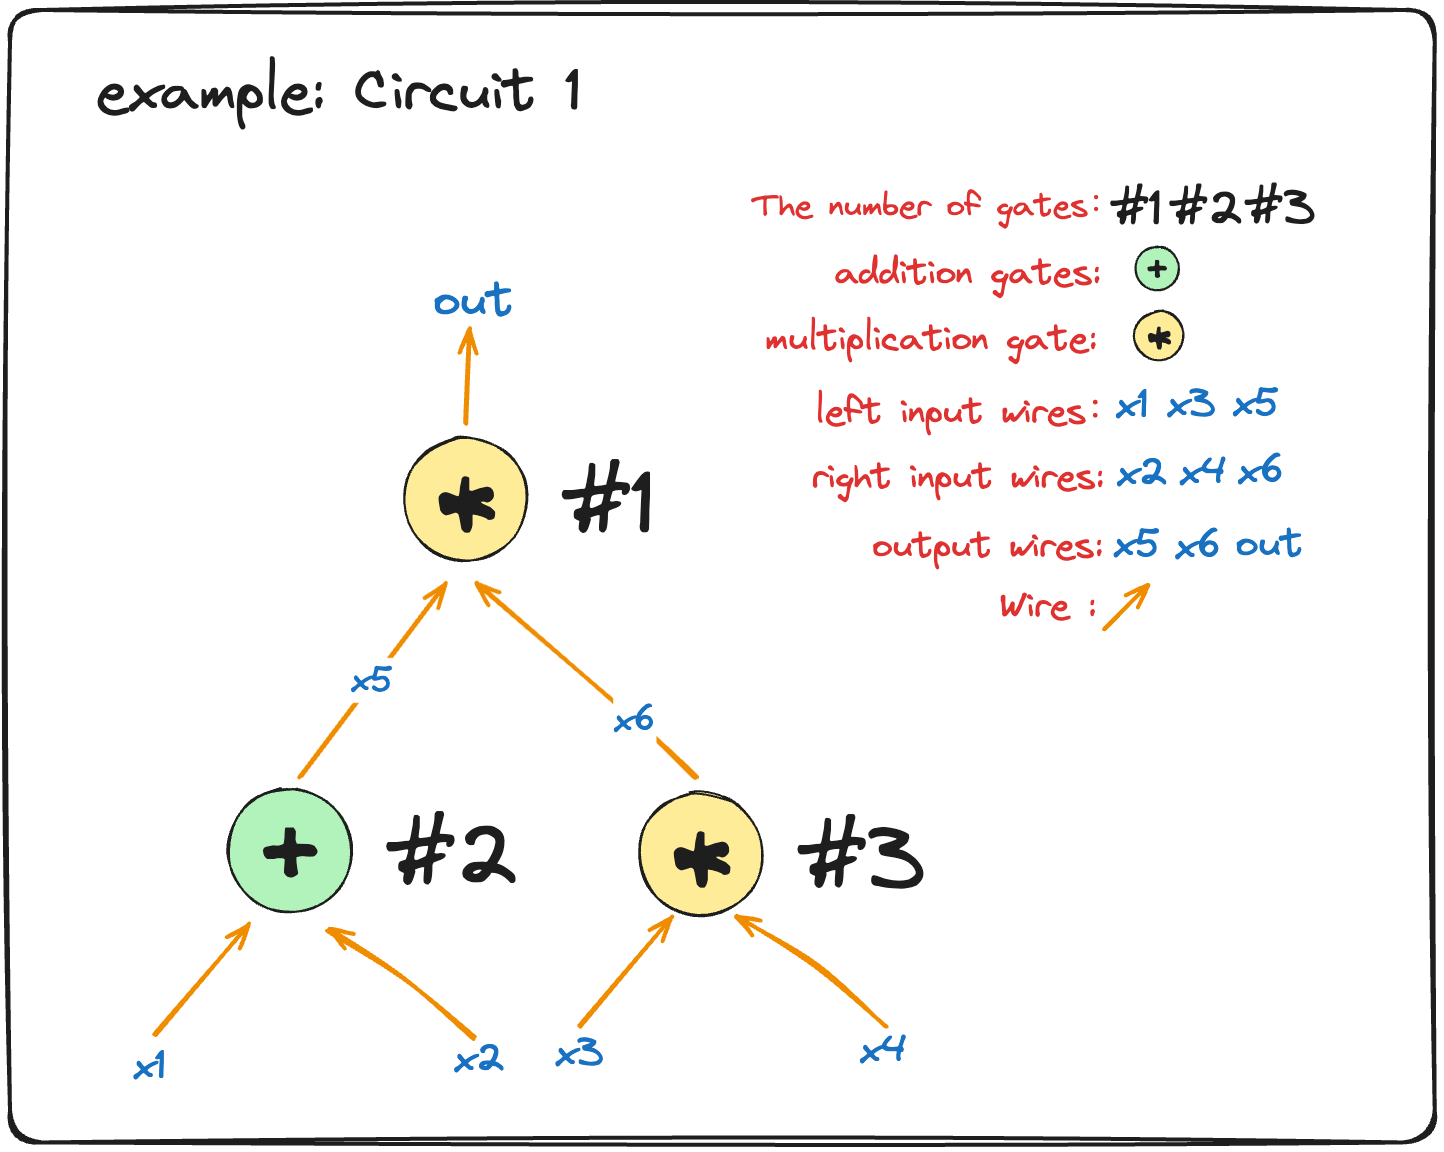 example: Circuit 1
The number of gates: #1 #2 #3
addition gates: +
multiplication gate: *
left input wires: x1 x3 x5
right input wires: x2 x4 x6
output wires: x5 x6 out
Wire :
out
* #1
x5
x6
+ #2
* #3
x1 x2 x3 x4